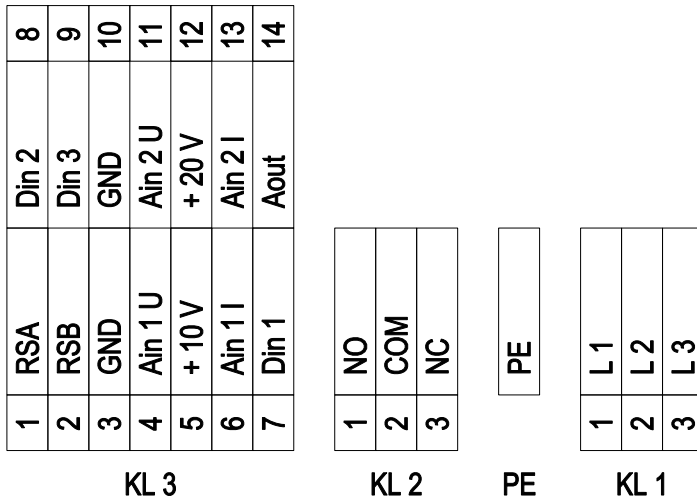 8 9 10 11 12 13 14
Din 2 Din 3 GND Ain 2 U + 20 V Ain 2 I Aout
RSA RSB GND Ain 1 U + 10 V Ain 1 I Din 1
1 2 3 4 5 6 7
KL 3
NO COM NC
1 2 3
KL 2
PE
PE
L 1 L 2 L 3
1 2 3
KL 1